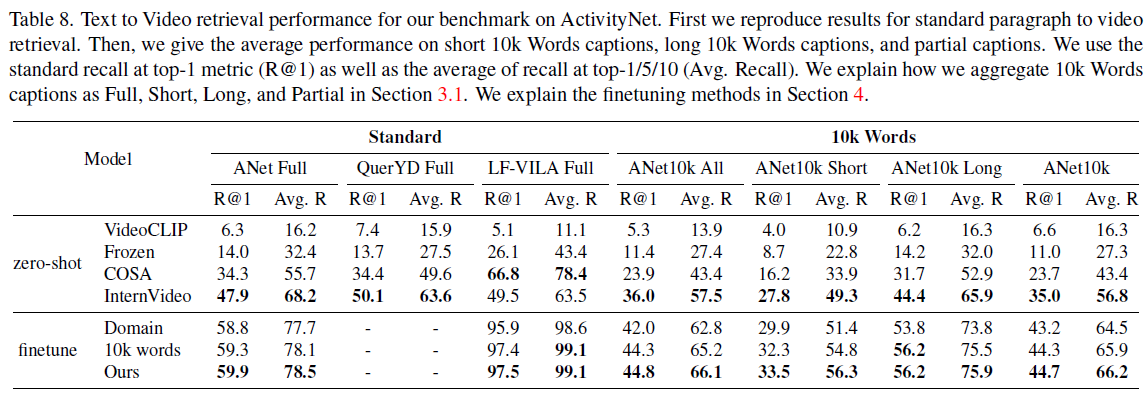 Table 8. Text to Video retrieval performance for our benchmark on ActivityNet. First we reproduce results for standard paragraph to video
retrieval. Then, we give the average performance on short 10k Words captions, long 10k Words captions, and partial captions. We use the
standard recall at top-1 metric (R@1) as well as the average of recall at top-1/5/10 (Avg. Recall). We explain how we aggregate 10k Words
captions as Full, Short, Long, and Partial in Section 3.1. We explain the finetuning methods in Section 4.
Model Standard 10k Words
ANet Full QuerYD Full LF-VILA Full ANet10k All ANet10k Short ANet10k Long ANet10k
R@1 Avg. R R@1 Avg. R R@1 Avg. R R@1 Avg. R R@1 Avg. R R@1 Avg. R R@1 Avg. R
zero-shot
VideoCLIP 6.3 16.2 7.4 15.9 5.1 11.1 5.3 13.9 4.0 10.9 6.2 16.3 6.6 16.3
Frozen 14.0 32.4 13.7 27.5 26.1 43.4 11.4 27.4 8.7 22.8 14.2 32.0 11.0 27.3
COSA 34.3 55.7 34.4 49.6 66.8 78.4 23.9 43.4 16.2 33.9 31.7 52.9 23.7 43.4
InternVideo 47.9 68.2 50.1 63.6 49.5 63.5 36.0 57.5 27.8 49.3 44.4 65.9 35.0 56.8
finetune
Domain 58.8 77.7 - - 95.9 98.6 42.0 62.8 29.9 51.4 53.8 73.8 43.2 64.5
10k words 59.3 78.1 - - 97.4 99.1 44.3 65.2 32.3 54.8 56.2 75.5 44.3 65.9
Ours 59.9 78.5 - - 97.5 99.1 44.8 66.1 33.5 56.3 56.2 75.9 44.7 66.2